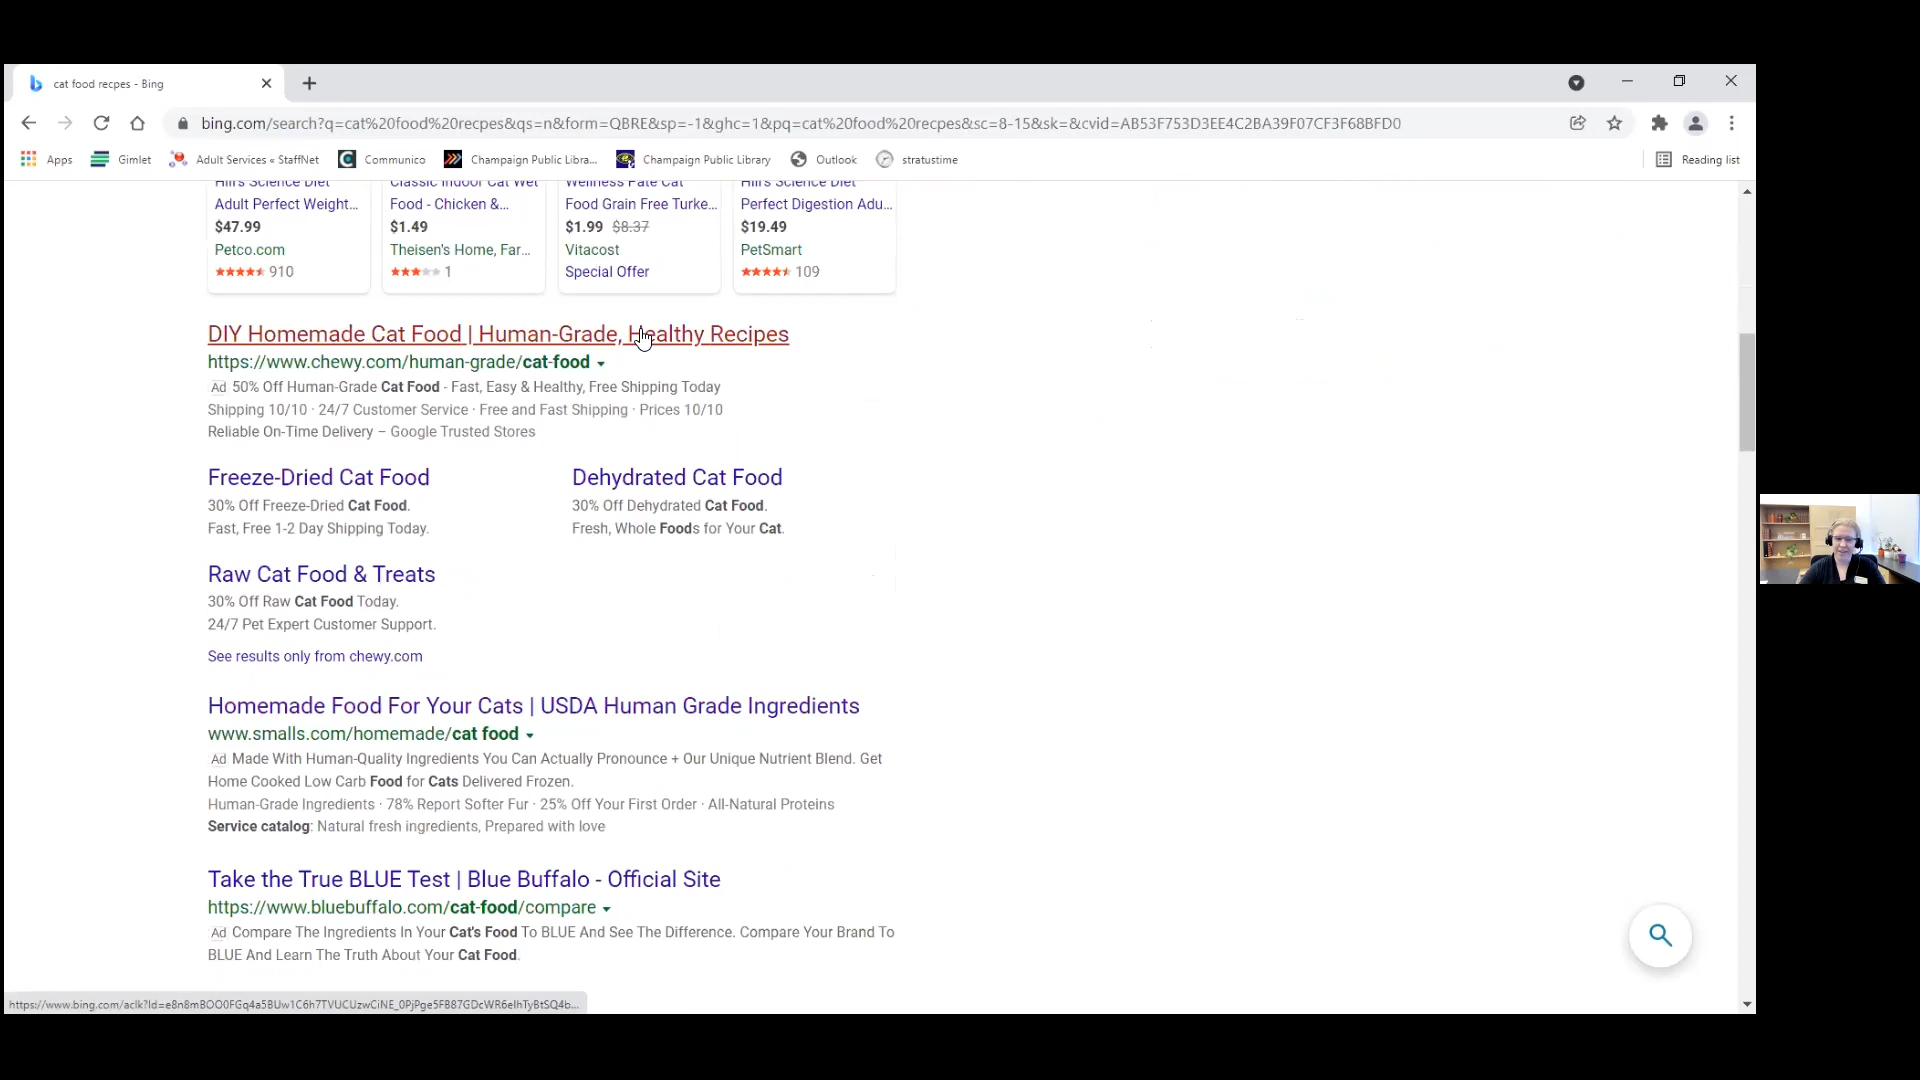 cat food recpes - Bing
bing.com/search?q=cat%20food%20recpes&qs=n&form=QBRE&sp=-1&ghc=1&pq=cat%20food%20recpes&sc=8-15&sk=&cvid=AB53F753D3EE4C2BA39F07CF3F68BFD0
Apps Gimlet Adult Services « StaffNet Communico Champaign Public Libra... Champaign Public Library Outlook stratustime Reading list
Hill's Science Diet Classic Indoor Cat Wet Wellness Pate Cat Hill's Science Diet
Adult Perfect Weight... Food - Chicken &... Food Grain Free Turke... Perfect Digestion Adu...
$47.99 $1.49 $1.99 $8.37 $19.49
Petco.com Theisen's Home, Far... Vitacost PetSmart
910 1 Special Offer 109
DIY Homemade Cat Food | Human-Grade, Healthy Recipes
https://www.chewy.com/human-grade/cat-food
Ad 50% Off Human-Grade Cat Food - Fast, Easy & Healthy, Free Shipping Today
Shipping 10/10 · 24/7 Customer Service · Free and Fast Shipping · Prices 10/10
Reliable On-Time Delivery – Google Trusted Stores
Freeze-Dried Cat Food Dehydrated Cat Food
30% Off Freeze-Dried Cat Food. 30% Off Dehydrated Cat Food.
Fast, Free 1-2 Day Shipping Today. Fresh, Whole Foods for Your Cat.
Raw Cat Food & Treats
30% Off Raw Cat Food Today.
24/7 Pet Expert Customer Support.
See results only from chewy.com
Homemade Food For Your Cats | USDA Human Grade Ingredients
www.smalls.com/homemade/cat food
Ad Made With Human-Quality Ingredients You Can Actually Pronounce + Our Unique Nutrient Blend. Get
Home Cooked Low Carb Food for Cats Delivered Frozen.
Human-Grade Ingredients · 78% Report Softer Fur · 25% Off Your First Order · All-Natural Proteins
Service catalog: Natural fresh ingredients, Prepared with love
Take the True BLUE Test | Blue Buffalo - Official Site
https://www.bluebuffalo.com/cat-food/compare
Ad Compare The Ingredients In Your Cat's Food To BLUE And See The Difference. Compare Your Brand To
BLUE And Learn The Truth About Your Cat Food.